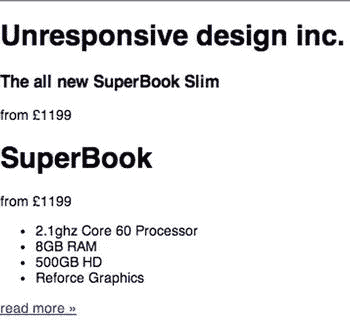 Unresponsive design inc.
The all new SuperBook Slim
from £1199
SuperBook
from £1199
• 2.1ghz Core 60 Processor
• 8GB RAM
• 500GB HD
• Reforce Graphics
read more »